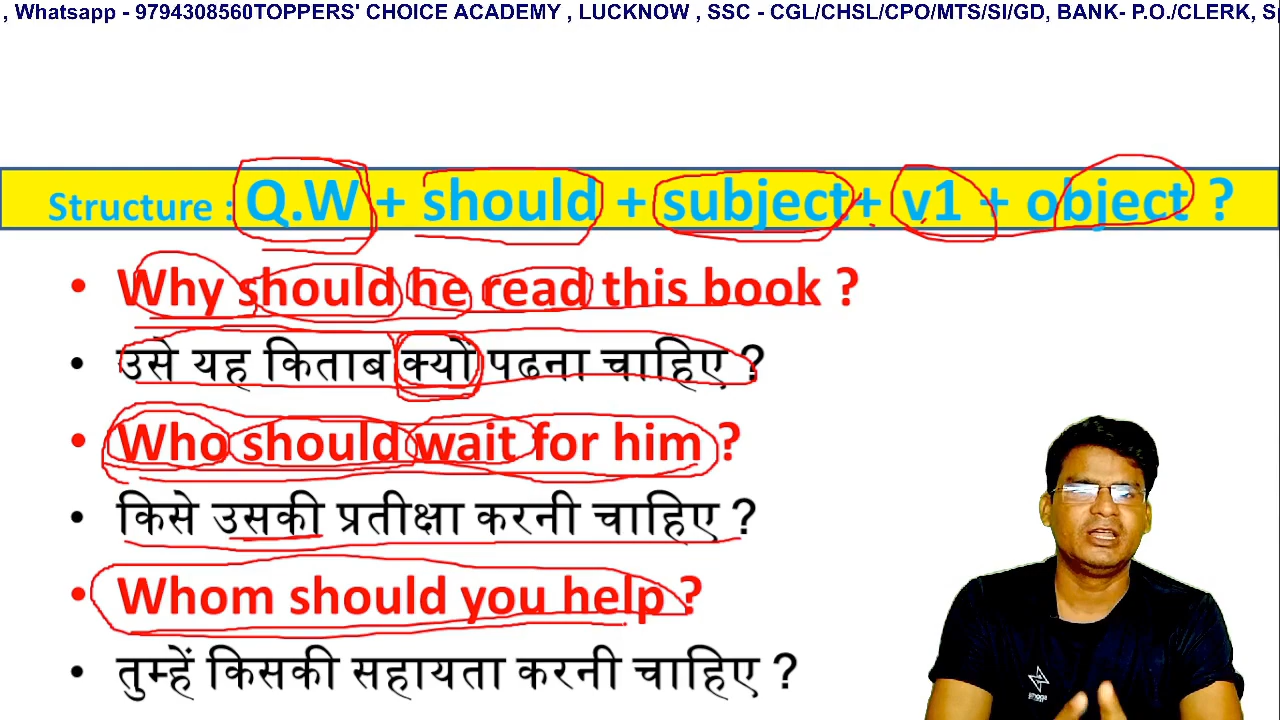 , Whatsapp - 9794308560TOPPERS' CHOICE ACADEMY , LUCKNOW , SSC - CGL/CHSL/CPO/MTS/SI/GD, BANK- P.O./CLERK,
Structure : Q.W + should + subject + v1 + object ?
• Why should he read this book ?
• उसे यह किताब क्यो पढना चाहिए ?
• Who should wait for him ?
• किसे उसकी प्रतीक्षा करनी चाहिए ?
• Whom should you help ?
• तुम्हें किसकी सहायता करनी चाहिए ?